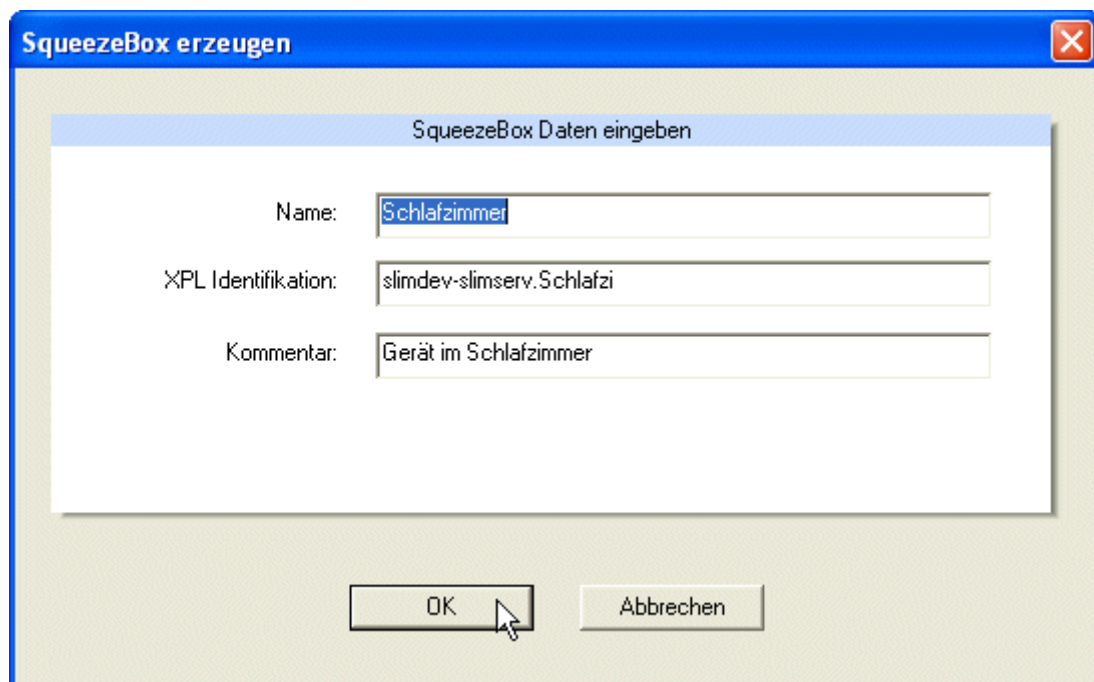 SqueezeBox erzeugen
SqueezeBox Daten eingeben
Name: Schlafzimmer
XPL Identifikation: slimdev-slimserv.Schlafzi
Kommentar: Gerät im Schlafzimmer
OK Abbrechen